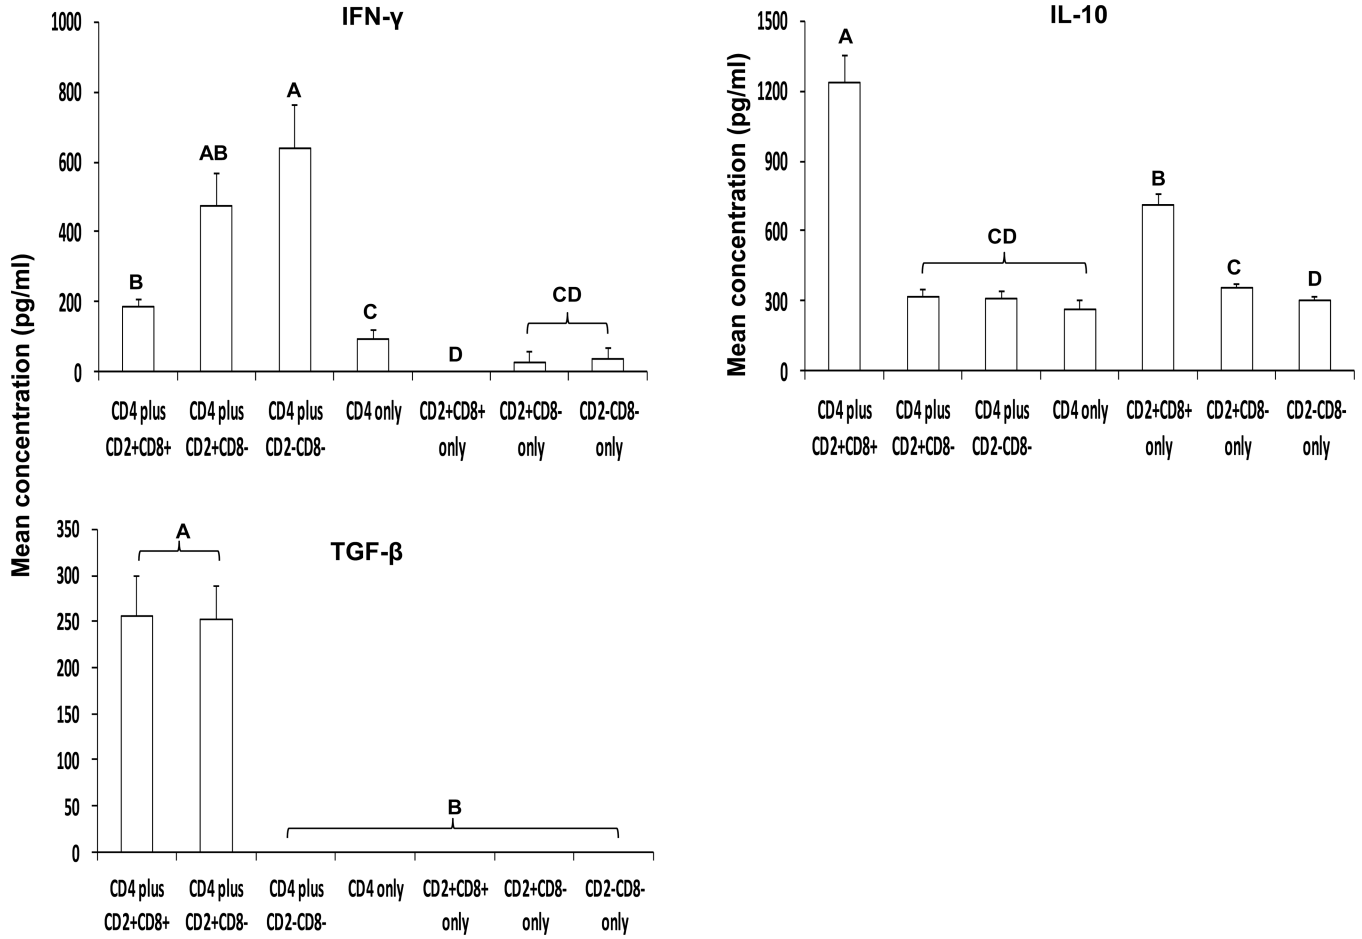 IFN-γ
Mean concentration (pg/ml)
1000
800
600
400
200
0
B
AB
A
C
D
CD
CD4 plus CD2+CD8+
CD4 plus CD2+CD8-
CD4 plus CD2-CD8-
CD4 only
CD2+CD8+ only
CD2+CD8- only
CD2-CD8- only
IL-10
Mean concentration (pg/ml)
1500
1200
900
600
300
0
A
CD
B
C
D
CD4 plus CD2+CD8+
CD4 plus CD2+CD8-
CD4 plus CD2-CD8-
CD4 only
CD2+CD8+ only
CD2+CD8- only
CD2-CD8- only
TGF-β
350
300
250
200
150
100
50
0
A
B
CD4 plus CD2+CD8+
CD4 plus CD2+CD8-
CD4 plus CD2-CD8-
CD4 only
CD2+CD8+ only
CD2+CD8- only
CD2-CD8- only